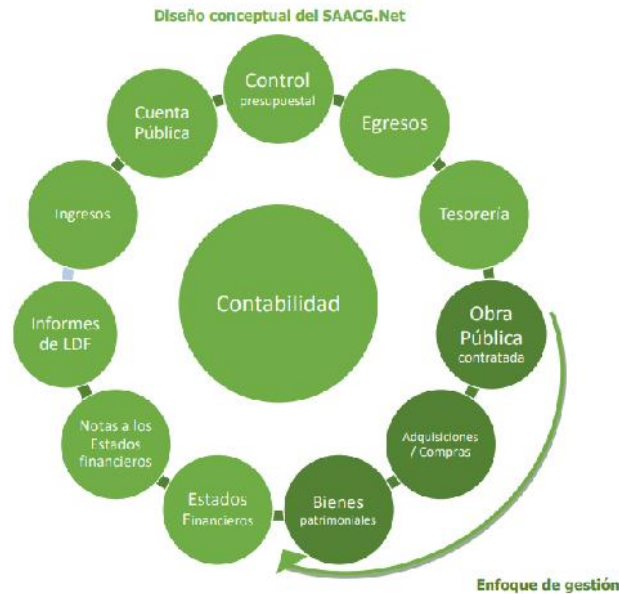 Diseño conceptual del SAACG.Net
Control
presupuestal
Egresos
Tesorería
Obra
Pública
contratada
Adquisiciones
/ Compras
Bienes
patrimoniales
Estados
Financieros
Notas a los
Estados
financieros
Informes
de LDF
Ingresos
Cuenta
Pública
Contabilidad
Enfoque de gestión